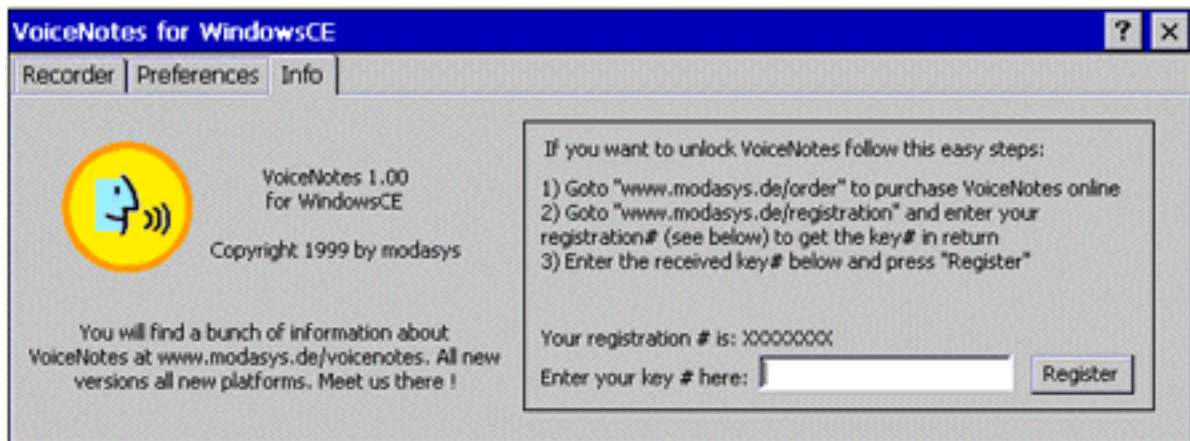 VoiceNotes for WindowsCE
? ×
Recorder Preferences Info
VoiceNotes 1.00
for WindowsCE
Copyright 1999 by modasys
You will find a bunch of information about
VoiceNotes at www.modasys.de/voicenotes. All new
versions all new platforms. Meet us there !
If you want to unlock VoiceNotes follow this easy steps:
1) Goto "www.modasys.de/order" to purchase VoiceNotes online
2) Goto "www.modasys.de/registration" and enter your
registration# (see below) to get the key# in return
3) Enter the received key# below and press "Register"
Your registration # is: XXXXXXXX
Enter your key # here:
Register